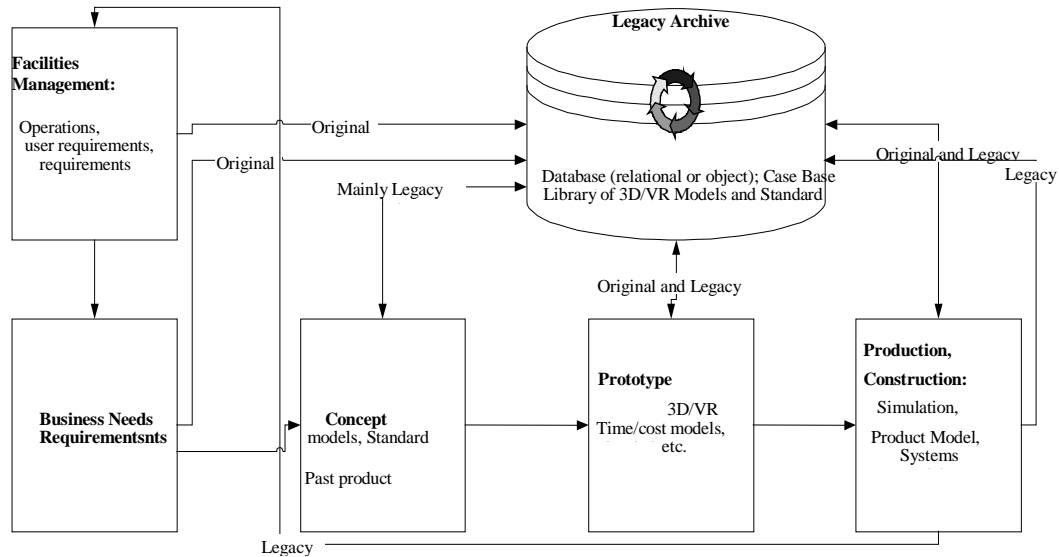 Legacy Archive
Facilities
Management:
Operations,
user requirements,
requirements
Original
Original
Mainly Legacy
Database (relational or object); Case Base
Library of 3D/VR Models and Standard
Original and Legacy
Legacy
Original and Legacy
Business Needs
Requirementsnts
Concept
models, Standard
Past product
Prototype
3D/VR
Time/cost models,
etc.
Production,
Construction:
Simulation,
Product Model,
Systems
Legacy